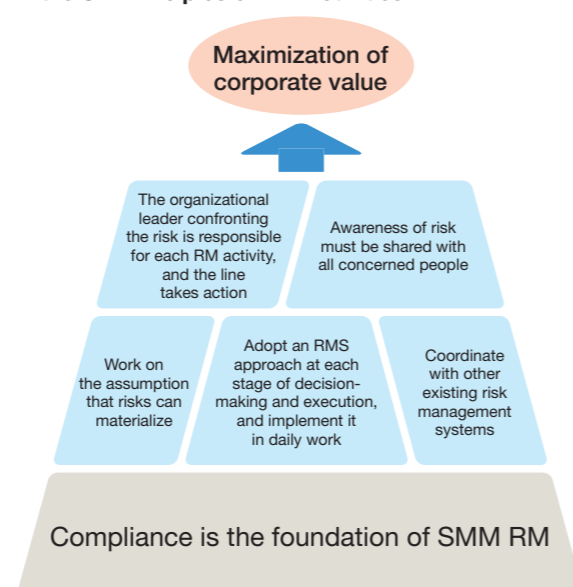 Maximization of
corporate value
The organizational
leader confronting
the risk is responsible
for each RM activity,
and the line
takes action
Awareness of risk
must be shared with
all concerned people
Work on
the assumption
that risks can
materialize
Adopt an RMS
approach at each
stage of decision-
making and execution,
and implement it
in daily work
Coordinate
with other
existing risk
management
systems
Compliance is the foundation of SMM RM